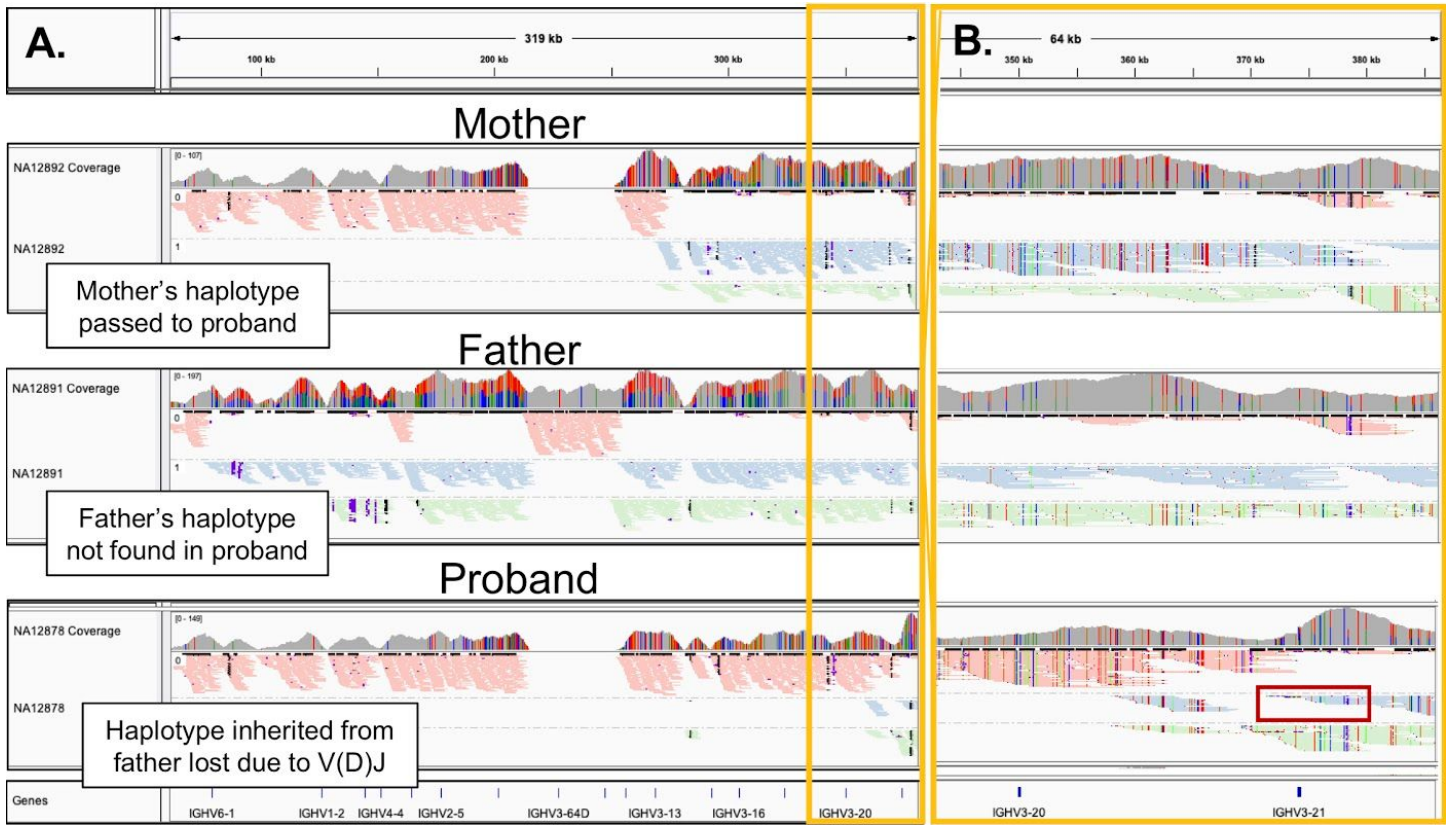 A.
319 kb
100 kb
200 kb
300 kb
B.
64 kb
350 kb
360 kb
370 kb
380 kb
Mother
NA12892 Coverage
[0 - 107]
0
NA12892
1
Mother's haplotype
passed to proband
Father
NA12891 Coverage
[0 - 197]
0
NA12891
1
Father's haplotype
not found in proband
Proband
NA12878 Coverage
[0 - 149]
0
NA12878
Haplotype inherited from
father lost due to V(D)J
Genes
IGHV6-1
IGHV1-2
IGHV4-4
IGHV2-5
IGHV3-64D
IGHV3-13
IGHV3-16
IGHV3-20
IGHV3-20
IGHV3-21